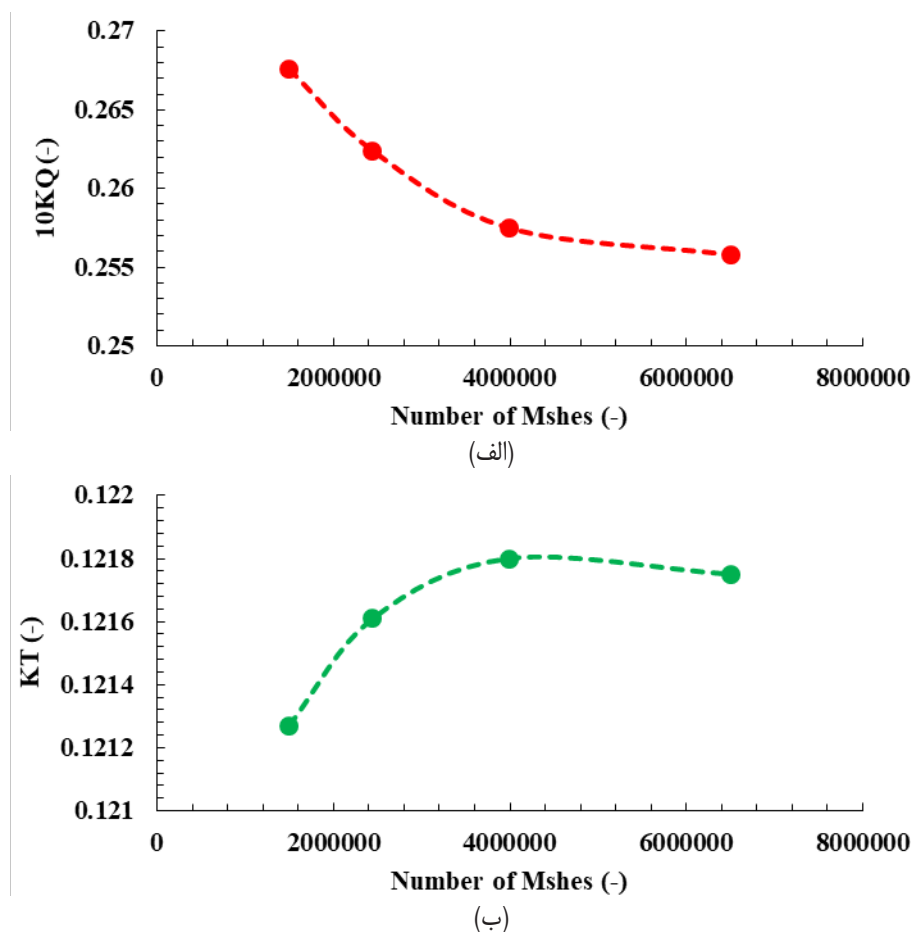 0.27
0.265
0.26
0.255
0.25
10KQ (-)
0 2000000 4000000 6000000 8000000
Number of Mshes (-)
(الف)
0.122
0.1218
0.1216
0.1214
0.1212
0.121
KT (-)
0 2000000 4000000 6000000 8000000
Number of Mshes (-)
(ب)